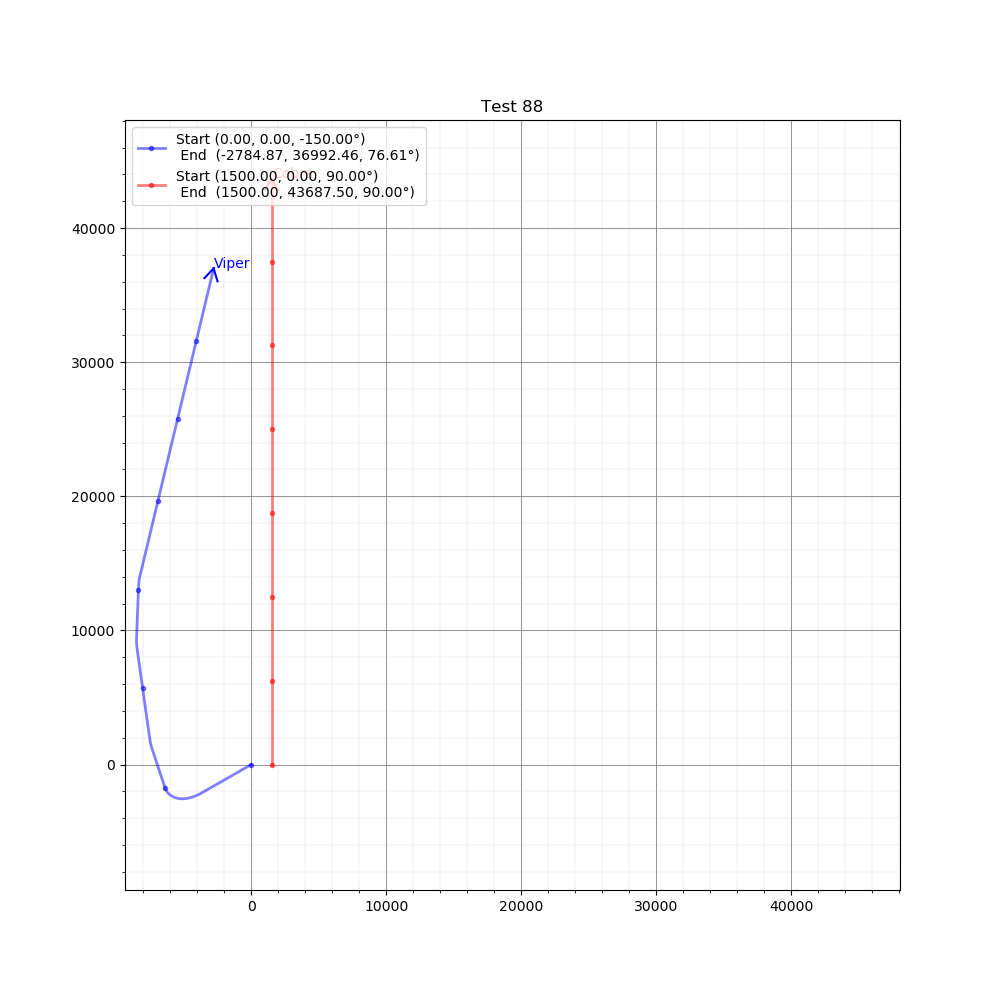 Test 88
Start (0.00, 0.00, -150.00°)
End (-2784.87, 36992.46, 76.61°)
Start (1500.00, 0.00, 90.00°)
End (1500.00, 43687.50, 90.00°)
Viper
40000
30000
20000
10000
0
0
10000
20000
30000
40000